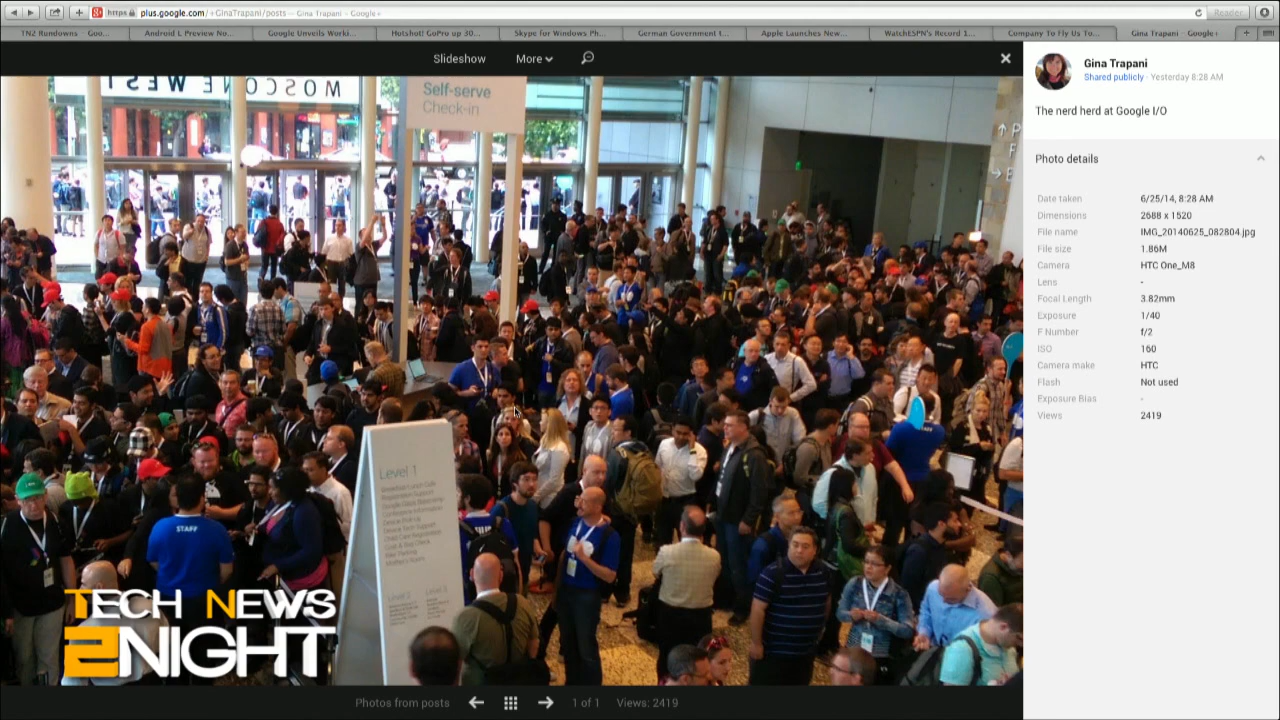 https plus.google.com/+GinaTrapani/posts — Gina Trapani - Google+
Reader
TN2 Rundowns - Goo...
Android L Preview No...
Google Unveils Worki...
Hotshot! GoPro up 30...
Skype for Windows Ph...
German Government t...
Apple Launches New...
WatchESPN's Record 1...
Company To Fly Us To...
Gina Trapani - Google+
Slideshow
More
Gina Trapani
Shared publicly - Yesterday 8:28 AM
The nerd herd at Google I/O
Photo details
Date taken 6/25/14, 8:28 AM
Dimensions 2688 x 1520
File name IMG_20140625_082804.jpg
File size 1.86M
Camera HTC One_M8
Lens -
Focal Length 3.82mm
Exposure 1/40
F Number f/2
ISO 160
Camera make HTC
Flash Not used
Exposure Bias -
Views 2419
MOSCONE WEST
Self-serve
Check-in
Level 1
STAFF
TECH NEWS
2NIGHT
Photos from posts
1 of 1
Views: 2419